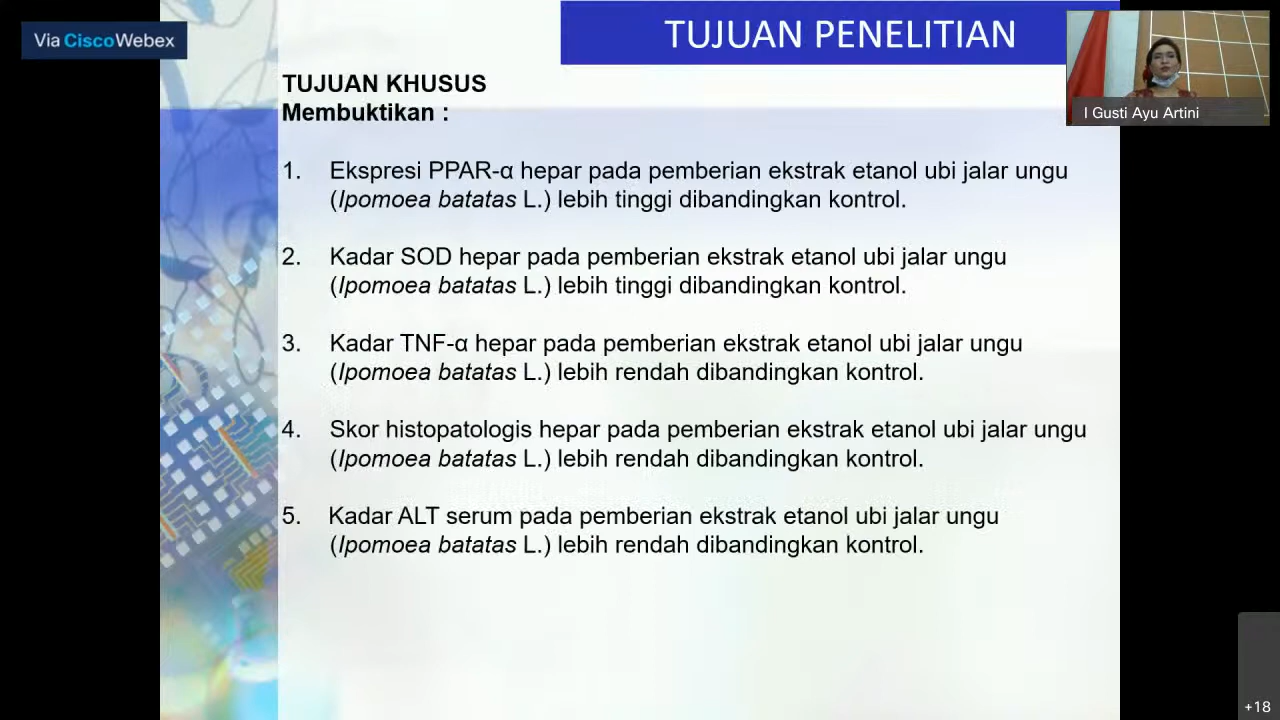 Via CiscoWebex
TUJUAN PENELITIAN
I Gusti Ayu Artini
TUJUAN KHUSUS
Membuktikan :
1. Ekspresi PPAR-α hepar pada pemberian ekstrak etanol ubi jalar ungu
(Ipomoea batatas L.) lebih tinggi dibandingkan kontrol.
2. Kadar SOD hepar pada pemberian ekstrak etanol ubi jalar ungu
(Ipomoea batatas L.) lebih tinggi dibandingkan kontrol.
3. Kadar TNF-α hepar pada pemberian ekstrak etanol ubi jalar ungu
(Ipomoea batatas L.) lebih rendah dibandingkan kontrol.
4. Skor histopatologis hepar pada pemberian ekstrak etanol ubi jalar ungu
(Ipomoea batatas L.) lebih rendah dibandingkan kontrol.
5. Kadar ALT serum pada pemberian ekstrak etanol ubi jalar ungu
(Ipomoea batatas L.) lebih rendah dibandingkan kontrol.
+18